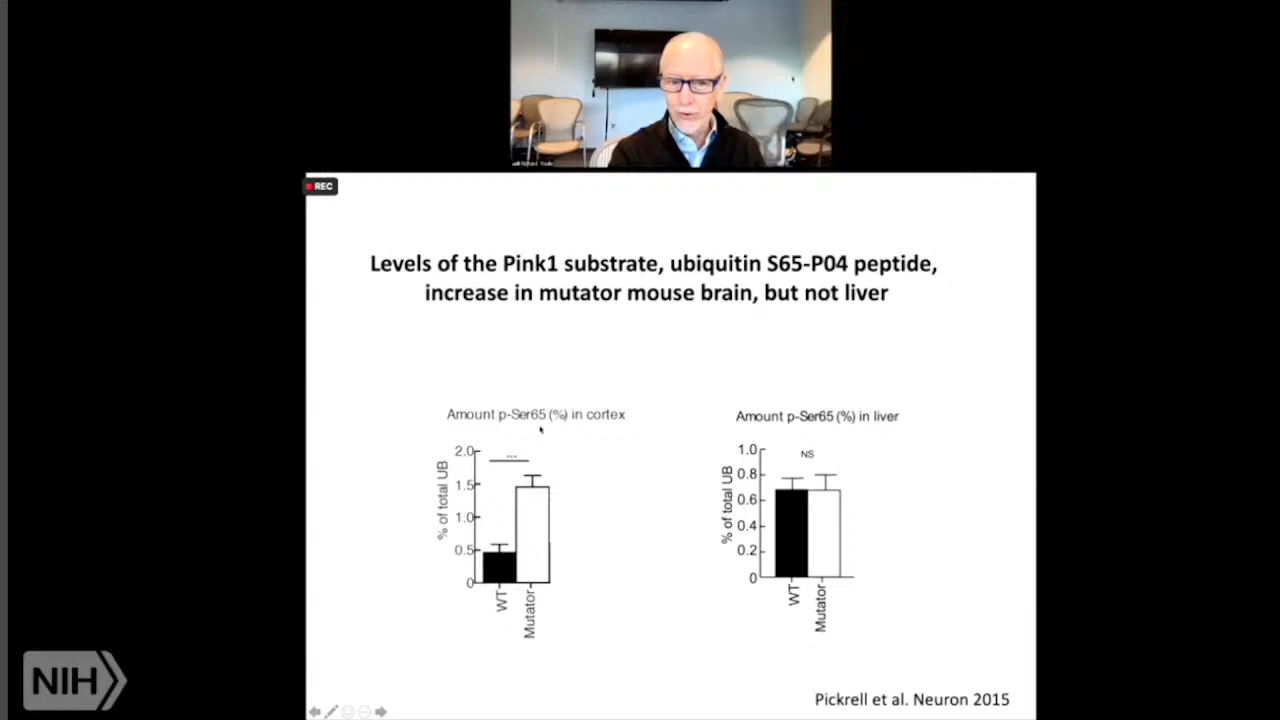 REC
Levels of the Pink1 substrate, ubiquitin S65-P04 peptide,
increase in mutator mouse brain, but not liver
Amount p-Ser65 (%) in cortex
% of total UB
2.0
1.5
1.0
0.5
0
***
WT
Mutator
Amount p-Ser65 (%) in liver
% of total UB
1.0
0.8
0.6
0.4
0.2
0
NS
WT
Mutator
Pickrell et al. Neuron 2015
NIH